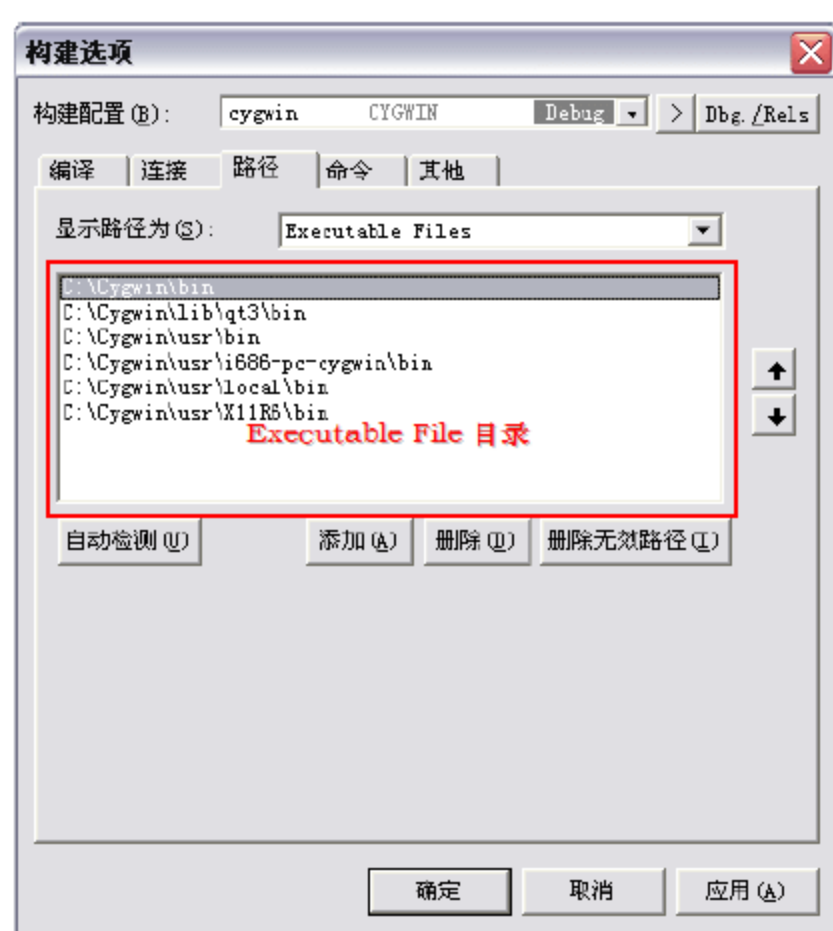 构建选项
构建配置(B): cygwin CYGWIN Debug > Dbg./Rels
编译 连接 路径 命令 其他
显示路径为(S): Executable Files
C:\Cygwin\bin
C:\Cygwin\lib\qt3\bin
C:\Cygwin\usr\bin
C:\Cygwin\usr\i686-pc-cygwin\bin
C:\Cygwin\usr\local\bin
C:\Cygwin\usr\X11R6\bin
Executable File 目录
自动检测(U) 添加(A) 删除(D) 删除无效路径(I)
确定 取消 应用(A)